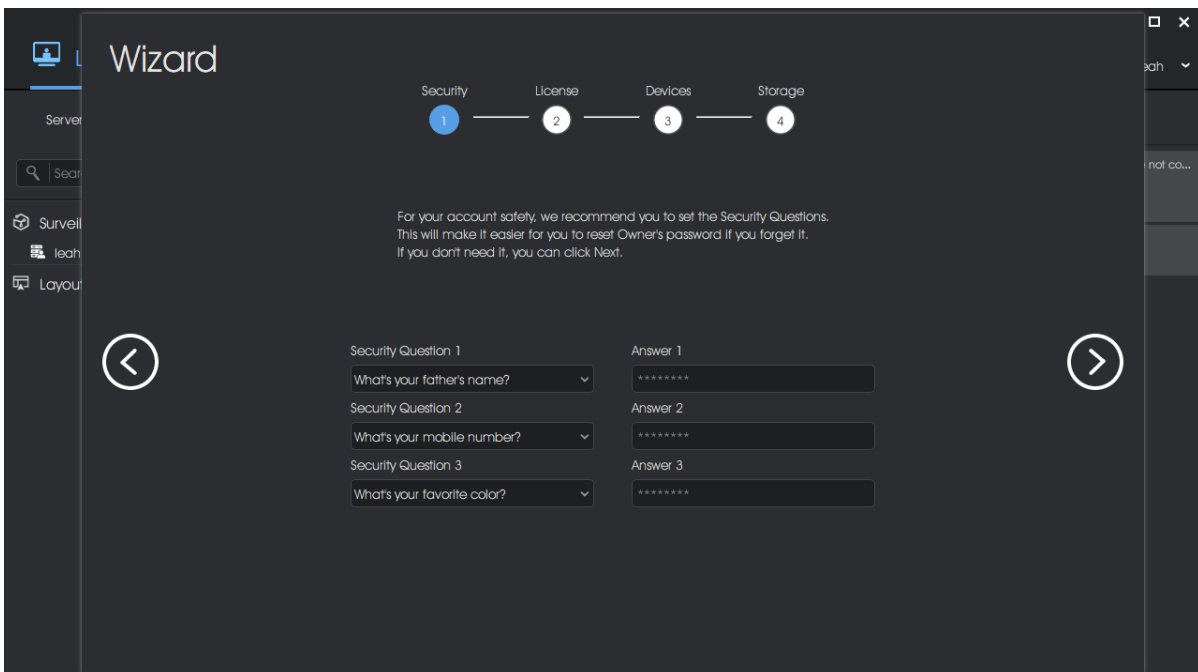 Wizard
eah
Security
License
Devices
Storage
1
2
3
4
Server
not co...
Sear
For your account safety, we recommend you to set the Security Questions.
This will make it easier for you to reset Owner's password if you forget it.
If you don't need it, you can click Next.
Surveil
leah
Layou
Security Question 1
Answer 1
What's your father's name?
********
Security Question 2
Answer 2
What's your mobile number?
********
Security Question 3
Answer 3
What's your favorite color?
********